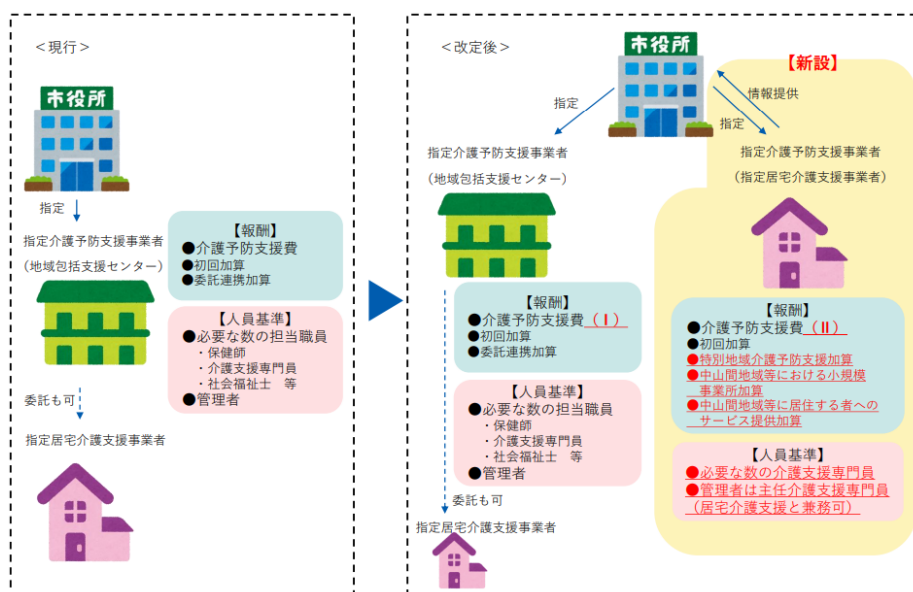 ＜現行＞
市役所
指定
指定介護予防支援事業者
（地域包括支援センター）
【報酬】
●介護予防支援費
●初回加算
●委託連携加算
【人員基準】
●必要な数の担当職員
・保健師
・介護支援専門員
・社会福祉士　等
●管理者
委託も可
指定居宅介護支援事業者
＜改定後＞
市役所
【新設】
指定
情報提供
指定
指定介護予防支援事業者
（地域包括支援センター）
【報酬】
●介護予防支援費（Ⅰ）
●初回加算
●委託連携加算
【人員基準】
●必要な数の担当職員
・保健師
・介護支援専門員
・社会福祉士　等
●管理者
委託も可
指定居宅介護支援事業者
指定介護予防支援事業者
（指定居宅介護支援事業者）
【報酬】
●介護予防支援費（Ⅱ）
●初回加算
●特別地域介護予防支援加算
●中山間地域等における小規模
事業所加算
●中山間地域等に居住する者への
サービス提供加算
【人員基準】
●必要な数の介護支援専門員
●管理者は主任介護支援専門員
（居宅介護支援と兼務可）